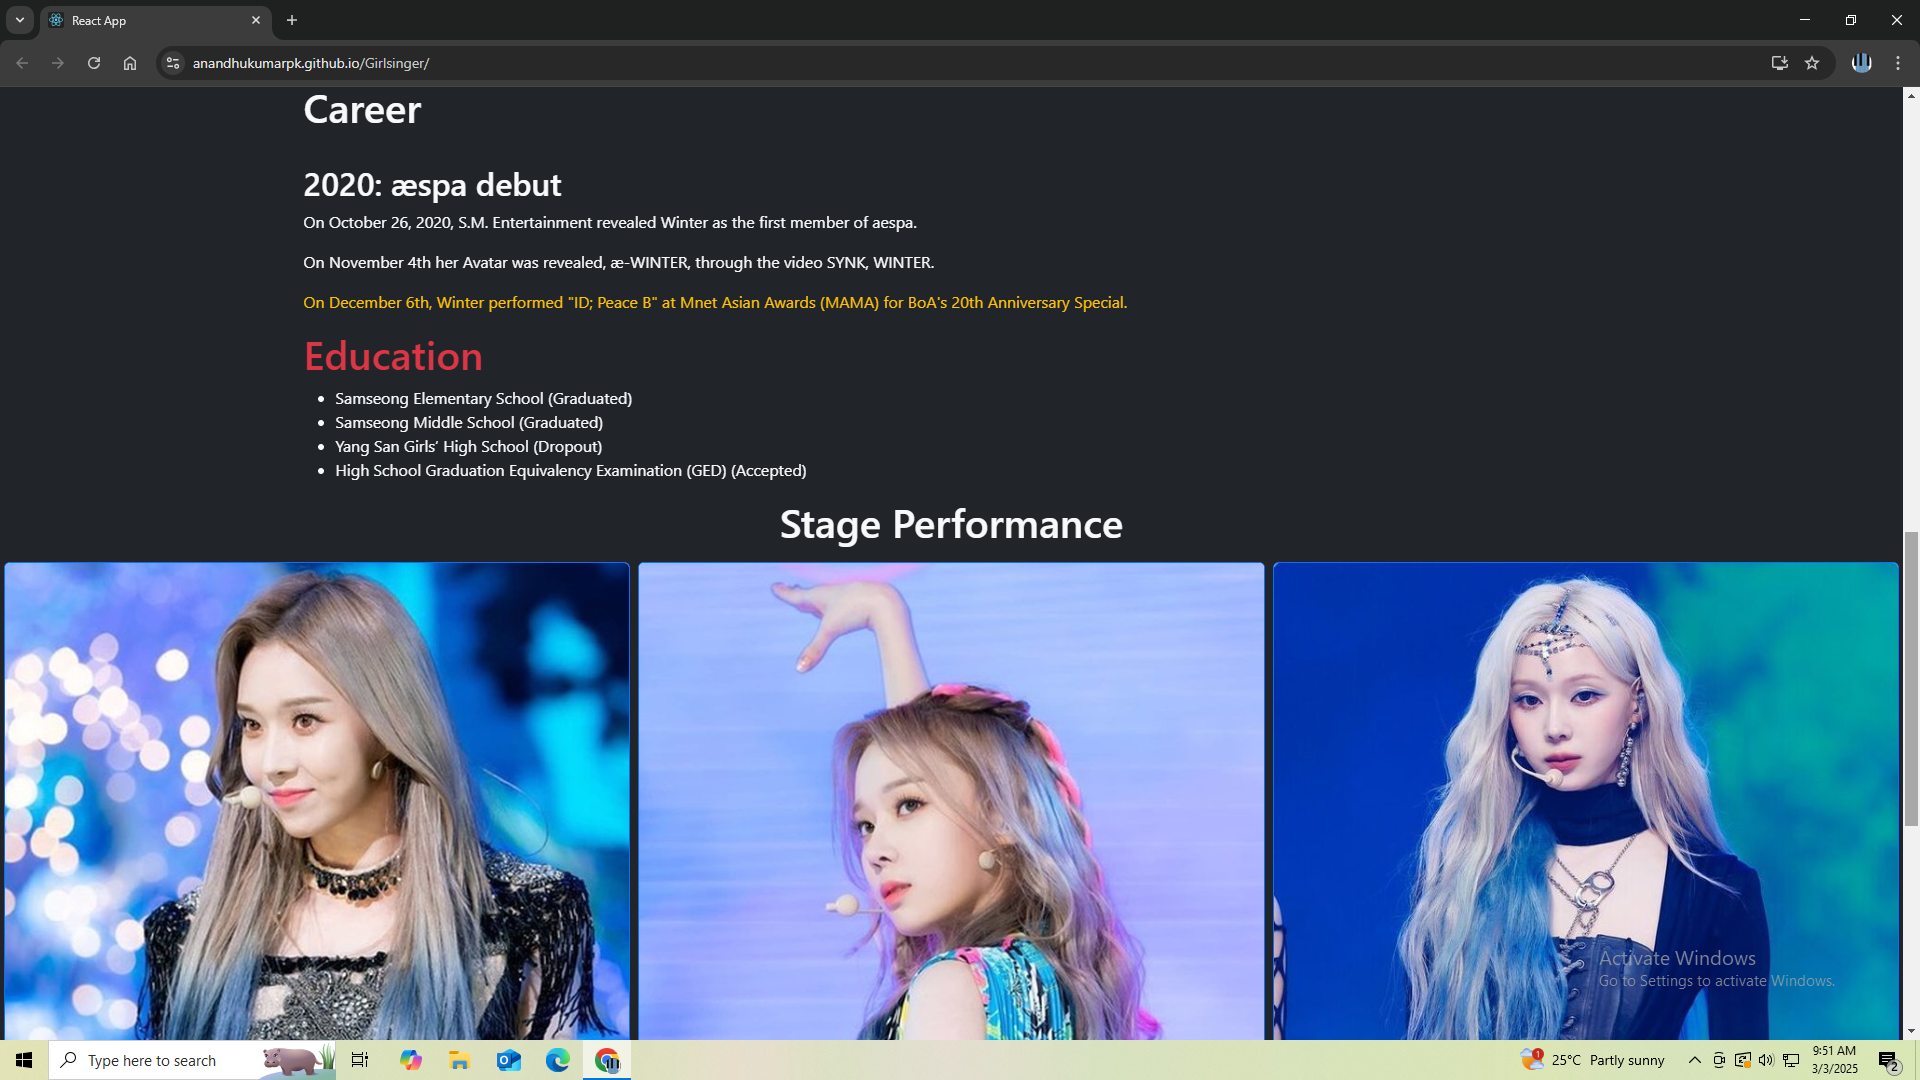 React App
anandhukumarpk.github.io/Girlsinger/
Career
2020: æspa debut
On October 26, 2020, S.M. Entertainment revealed Winter as the first member of aespa.
On November 4th her Avatar was revealed, æ-WINTER, through the video SYNK, WINTER.
On December 6th, Winter performed "ID; Peace B" at Mnet Asian Awards (MAMA) for BoA's 20th Anniversary Special.
Education
Samseong Elementary School (Graduated)
Samseong Middle School (Graduated)
Yang San Girls‘ High School (Dropout)
High School Graduation Equivalency Examination (GED) (Accepted)
Stage Performance
Activate Windows
Go to Settings to activate Windows.
Type here to search
1
25°C Partly sunny
9:51 AM
3/3/2025
2